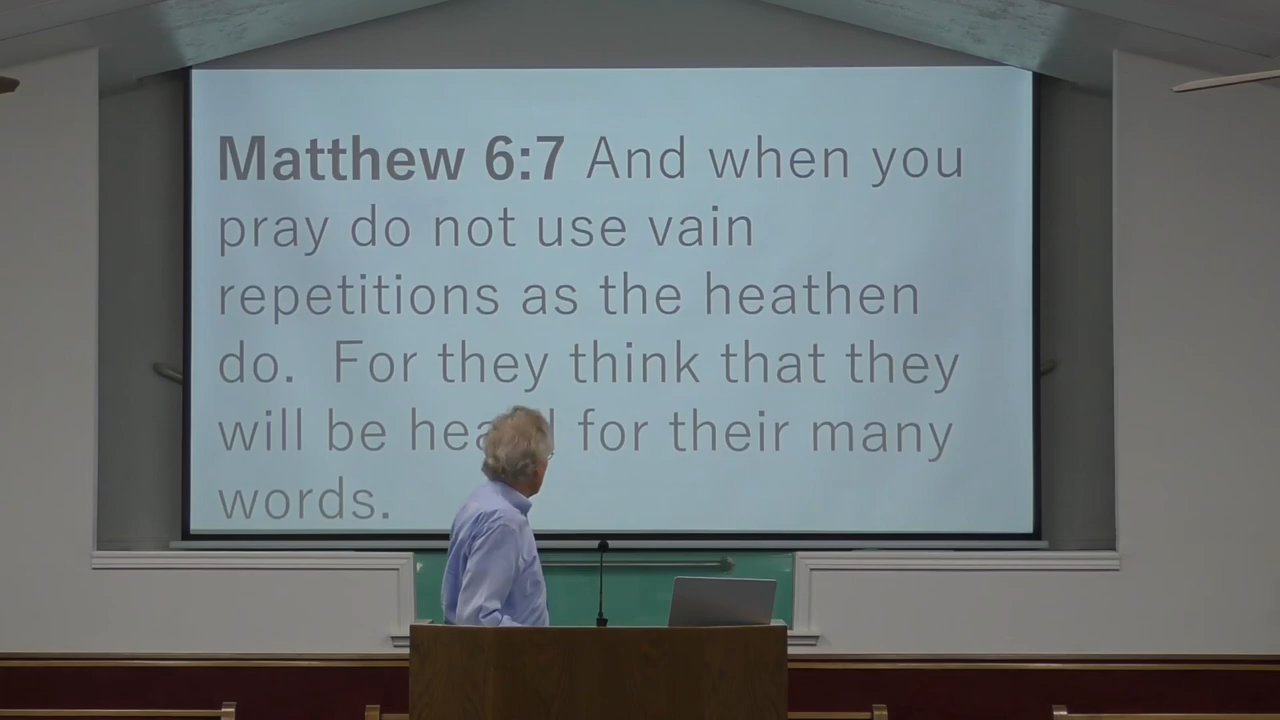 Matthew 6:7 And when you
pray do not use vain
repetitions as the heathen
do.  For they think that they
will be for their many
words.